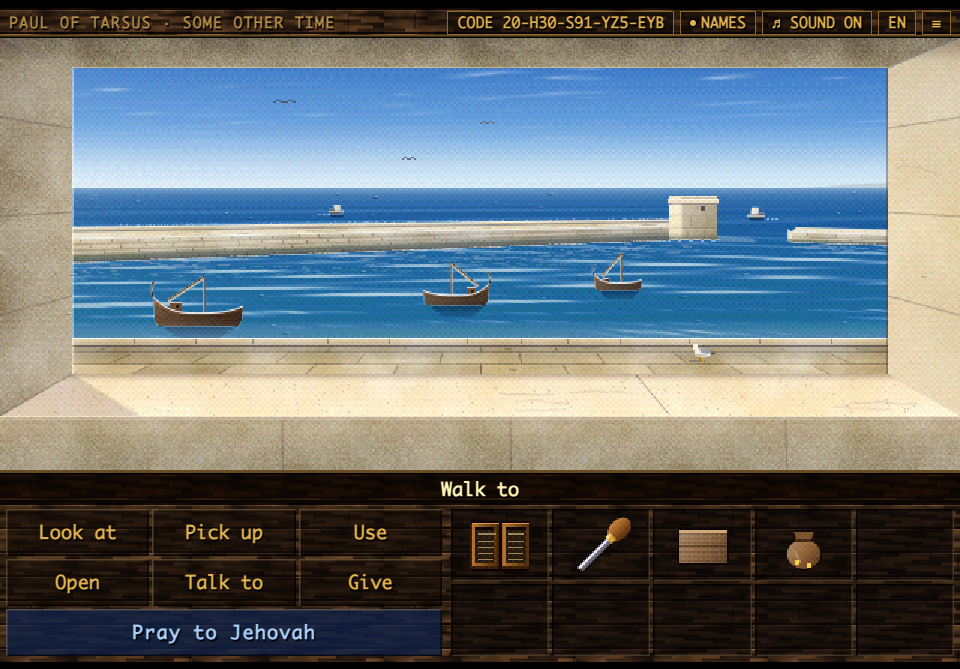 PAUL OF TARSUS · SOME OTHER TIME
CODE 20-H30-S91-YZ5-EYB
● NAMES
♬ SOUND ON
EN
≡
Walk to
Look at
Pick up
Use
Open
Talk to
Give
Pray to Jehovah